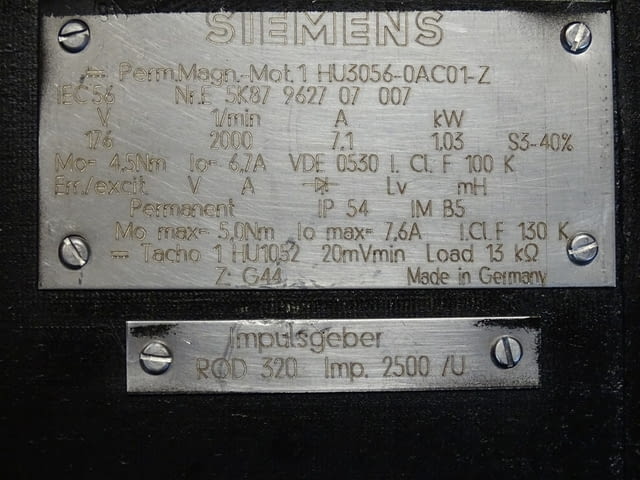 SIEMENS
⎓ Perm.Magn.-Mot.1 HU3056-0AC01-Z
IEC56 Nr.E 5K87 9627 07 007
V 1/min A kW
176 2000 7,1 1,03 S3-40%
Mo= 4,5Nm Io= 6,7A VDE 0530 I. Cl. F 100 K
Err./excit. V A Lv mH
Permanent IP 54 IM B5
Mo max= 5,0Nm Io max= 7,6A I.Cl.F 130 K
⎓ Tacho 1 HU1052 20mVmin Load 13 kΩ
Z: G44 Made in Germany
Impulsgeber
ROD 320 Imp. 2500 /U